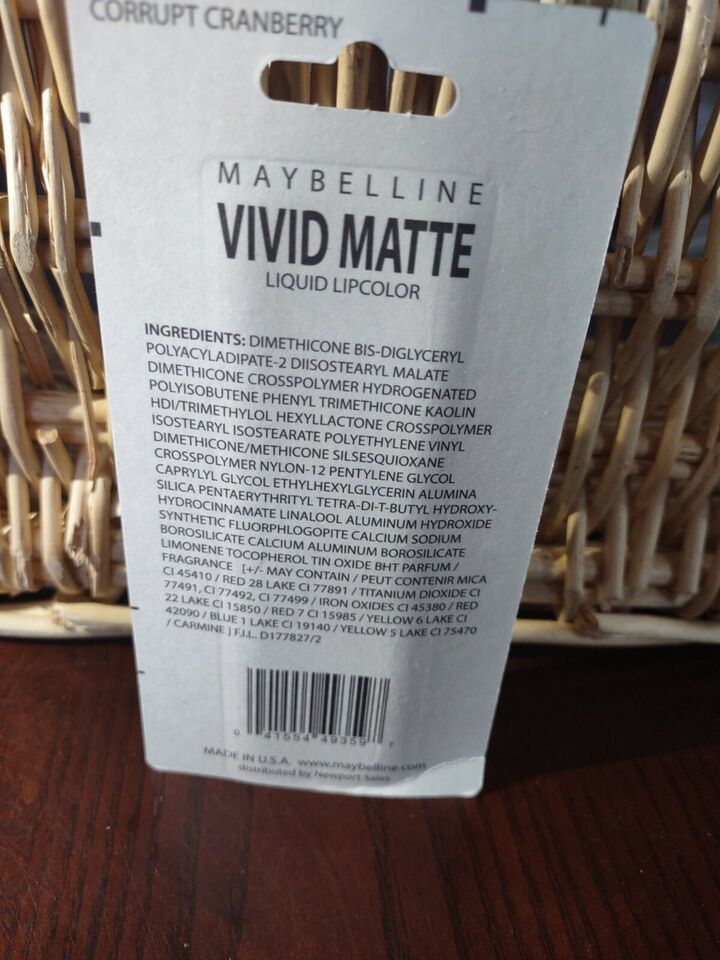 CORRUPT CRANBERRY
MAYBELLINE
VIVID MATTE
LIQUID LIPCOLOR
INGREDIENTS: DIMETHICONE BIS-DIGLYCERYL
POLYACYLADIPATE-2 DIISOSTEARYL MALATE
DIMETHICONE CROSSPOLYMER HYDROGENATED
POLYISOBUTENE PHENYL TRIMETHICONE KAOLIN
HDI/TRIMETHYLOL HEXYLLACTONE CROSSPOLYMER
ISOSTEARYL ISOSTEARATE POLYETHYLENE VINYL
DIMETHICONE/METHICONE SILSESQUIOXANE
CROSSPOLYMER NYLON-12 PENTYLENE GLYCOL
CAPRYLYL GLYCOL ETHYLHEXYLGLYCERIN ALUMINA
SILICA PENTAERYTHRITYL TETRA-DI-T-BUTYL HYDROXY-
HYDROCINNAMATE LINALOOL ALUMINUM HYDROXIDE
SYNTHETIC FLUORPHLOGOPITE CALCIUM SODIUM
BOROSILICATE CALCIUM ALUMINUM BOROSILICATE
LIMONENE TOCOPHEROL TIN OXIDE BHT PARFUM /
FRAGRANCE [+/- MAY CONTAIN / PEUT CONTENIR MICA
CI 45410 / RED 28 LAKE CI 77891 / TITANIUM DIOXIDE CI
77491, CI 77492, CI 77499 / IRON OXIDES CI 45380 / RED
22 LAKE CI 15850 / RED 7 CI 15985 / YELLOW 6 LAKE CI
42090 / BLUE 1 LAKE CI 19140 / YELLOW 5 LAKE CI 75470
/ CARMINE ] F.I.L. D177827/2
0 41554 49359 7
MADE IN U.S.A. www.maybelline.com
distributed by Newport Sales